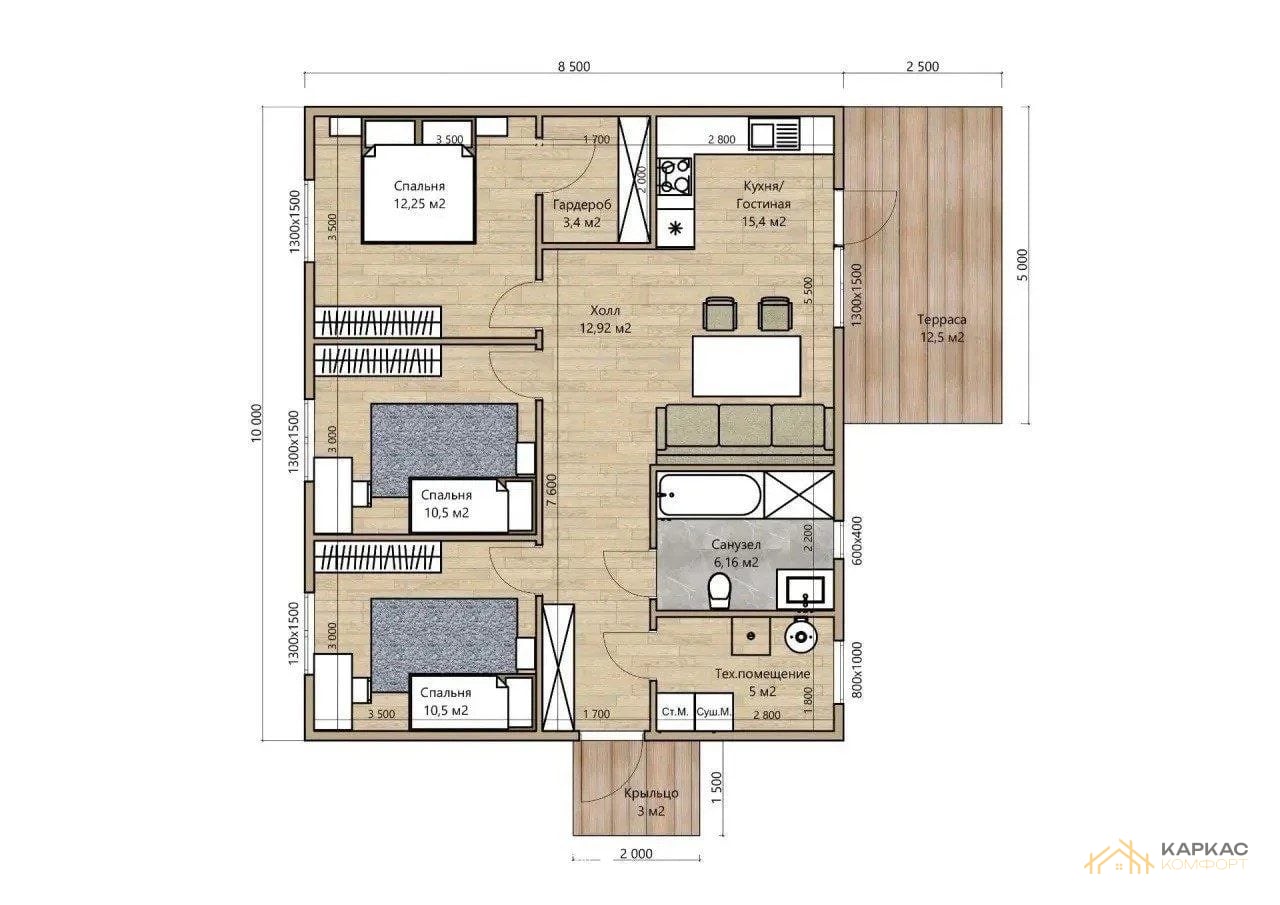 8 500
2 500
3 500
1 700
2 800
Спальня
12,25 м2
2 000
Кухня/
Гостиная
15,4 м2
Гардероб
3,4 м2
1300x1500
3 500
5 000
5 500
1300x1500
Холл
12,92 м2
Терраса
12,5 м2
10 000
1300x1500
3 000
Спальня
10,5 м2
7 600
Санузел
6,16 м2
2 200
600x400
1300x1500
3 000
Спальня
10,5 м2
3 500
1 700
Тех.помещение
5 м2
Ст.М.
Суш.М.
2 800
1 800
800x1000
Крыльцо
3 м2
1 500
2 000
КАРКАС
КОМФОРТ